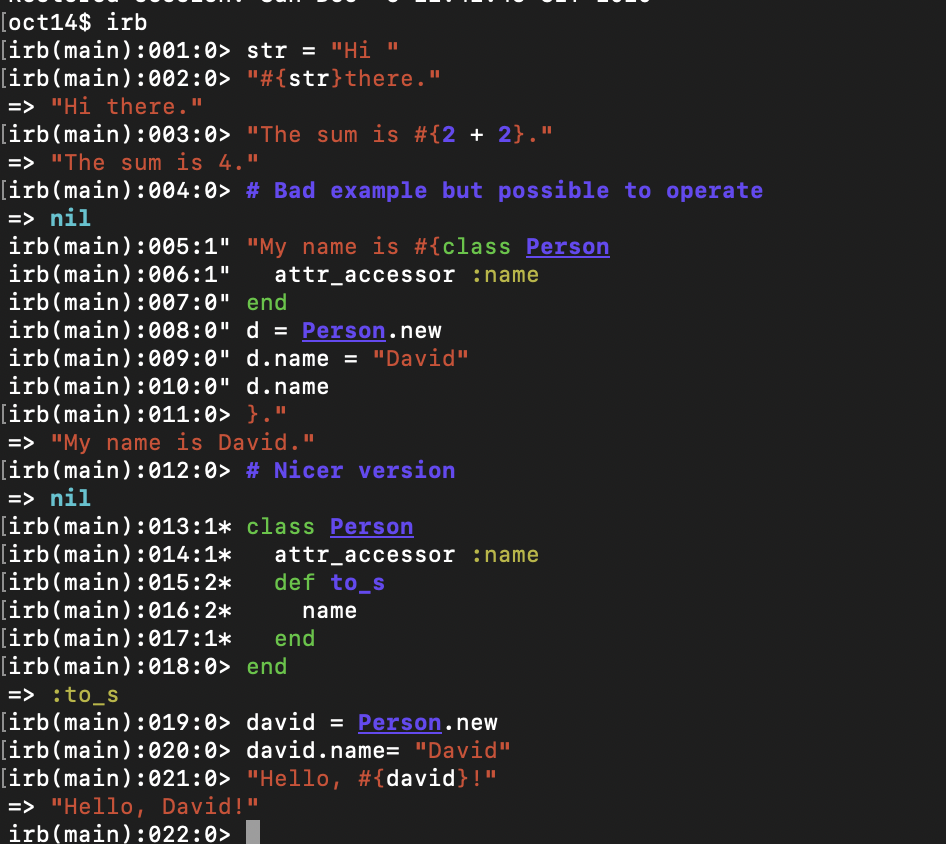 [oct14$ irb
[irb(main):001:0> str = "Hi "
[irb(main):002:0> "#{str}there."
=> "Hi there."
[irb(main):003:0> "The sum is #{2 + 2}."
=> "The sum is 4."
[irb(main):004:0> # Bad example but possible to operate
=> nil
irb(main):005:1" "My name is #{class Person
irb(main):006:1"   attr_accessor :name
irb(main):007:0" end
irb(main):008:0" d = Person.new
irb(main):009:0" d.name = "David"
irb(main):010:0" d.name
[irb(main):011:0> }."
=> "My name is David."
[irb(main):012:0> # Nicer version
=> nil
[irb(main):013:1* class Person
[irb(main):014:1*   attr_accessor :name
[irb(main):015:2*   def to_s
[irb(main):016:2*     name
[irb(main):017:1*   end
[irb(main):018:0> end
=> :to_s
[irb(main):019:0> david = Person.new
[irb(main):020:0> david.name= "David"
[irb(main):021:0> "Hello, #{david}!"
=> "Hello, David!"
irb(main):022:0>